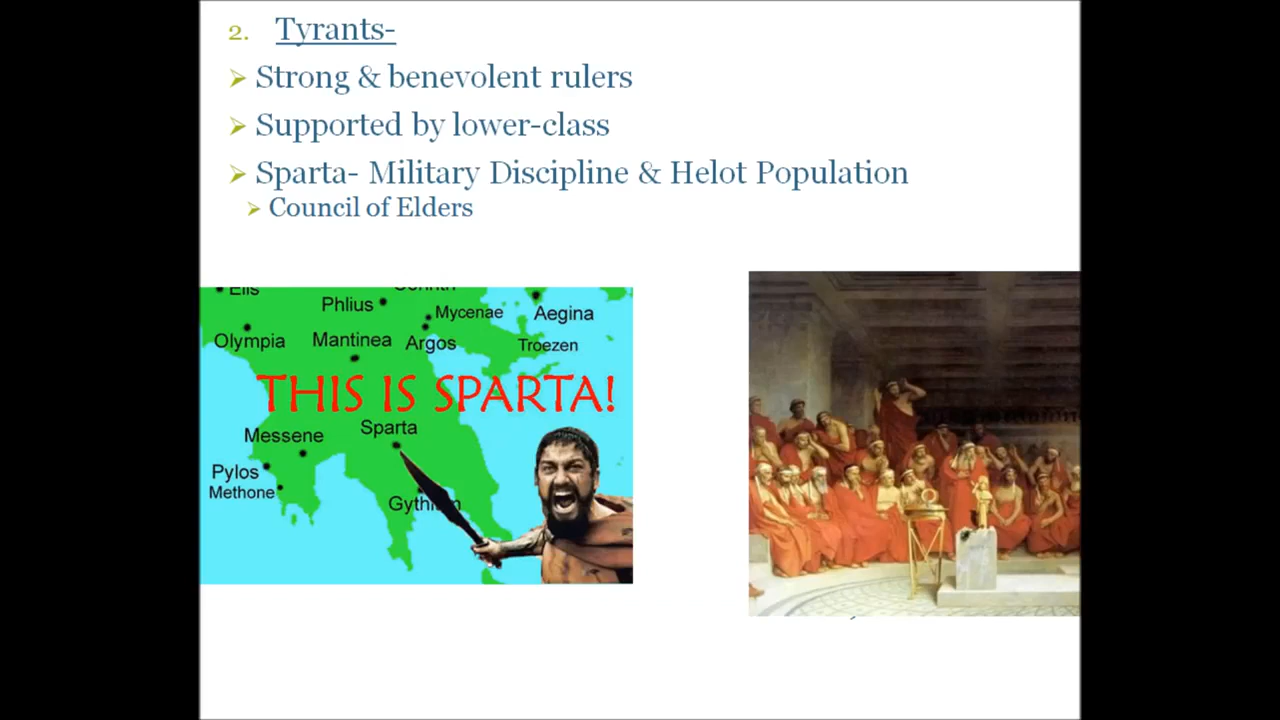 2. Tyrants-
➢ Strong & benevolent rulers
➢ Supported by lower-class
➢ Sparta- Military Discipline & Helot Population
➢ Council of Elders
Elis
Phlius
Mycenae
Aegina
Olympia
Mantinea
Argos
Troezen
THIS IS SPARTA!
Sparta
Messene
Pylos
Methone